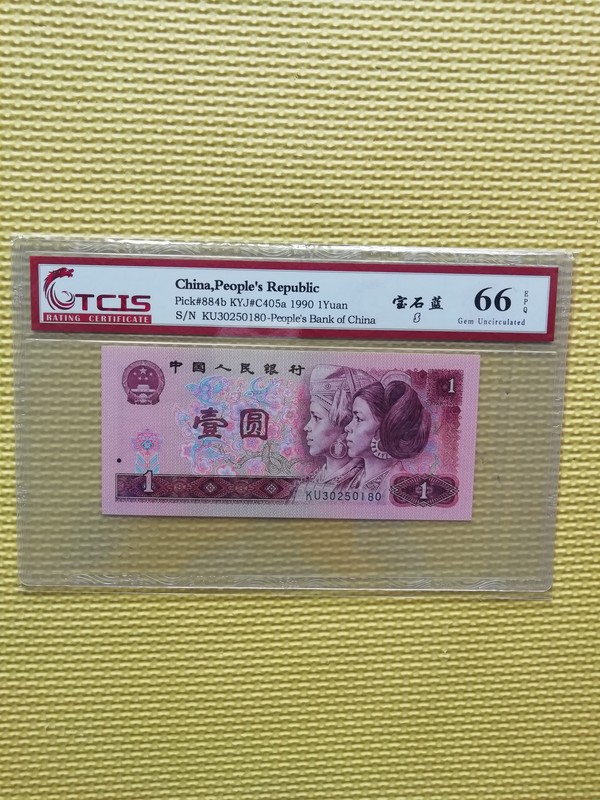 TCIS
RATING CERTIFICATE
China,People's Republic
Pick#884b KYJ#C405a 1990 1Yuan
S/N KU30250180-People's Bank of China
宝石蓝
66
EPQ
Gem Uncirculated
中国人民银行
1
壹圆
KU30250180
1
1